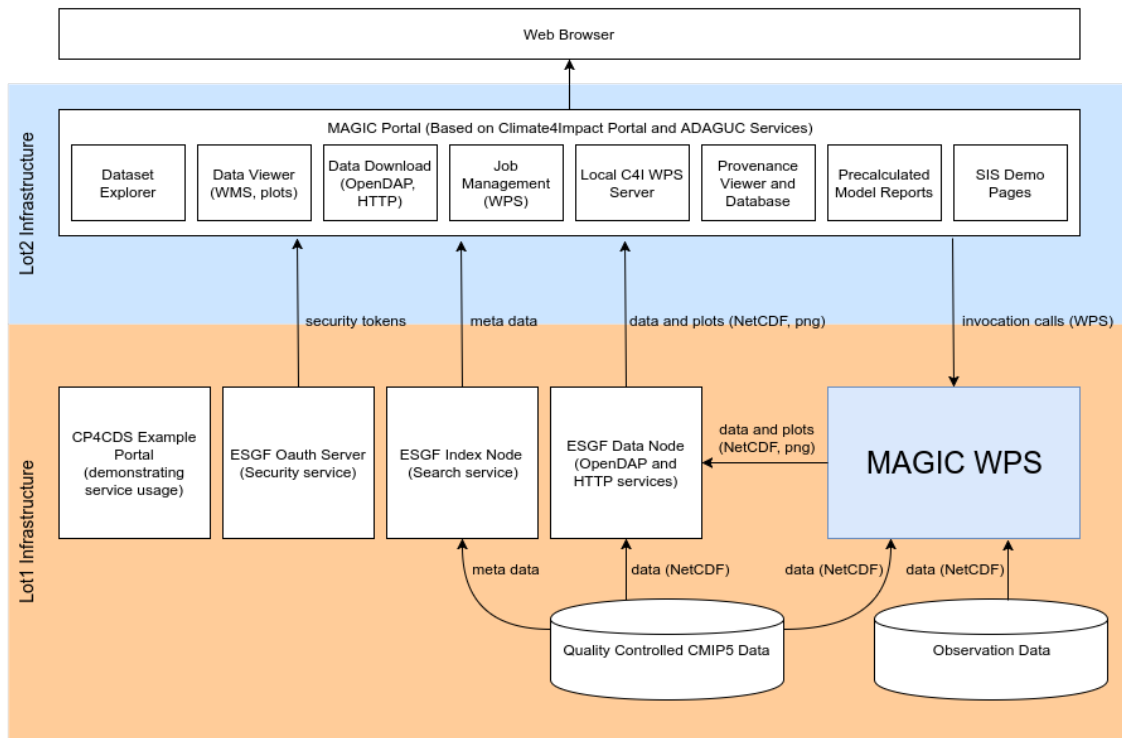 Web Browser
Lot2 Infrastructure
MAGIC Portal (Based on Climate4Impact Portal and ADAGUC Services)
Dataset
Explorer
Data Viewer
(WMS, plots)
Data Download
(OpenDAP,
HTTP)
Job
Management
(WPS)
Local C4I WPS
Server
Provenance
Viewer and
Database
Precalculated
Model Reports
SIS Demo
Pages
security tokens
meta data
data and plots (NetCDF, png)
invocation calls (WPS)
Lot1 Infrastructure
CP4CDS Example
Portal
(demonstrating
service usage)
ESGF Oauth Server
(Security service)
ESGF Index Node
(Search service)
ESGF Data Node
(OpenDAP and
HTTP services)
data and plots
(NetCDF, png)
MAGIC WPS
meta data
data (NetCDF)
data (NetCDF)
data (NetCDF)
Quality Controlled CMIP5 Data
Observation Data